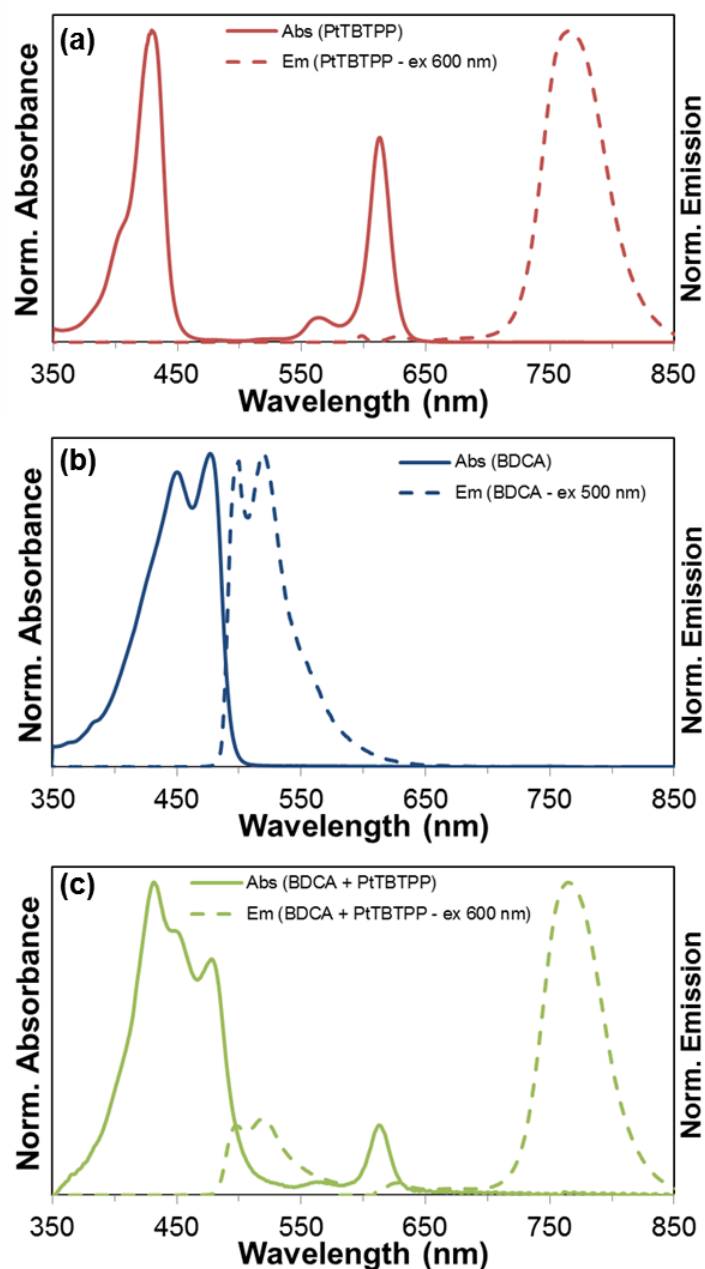 (a)
Abs (PtTBTPP)
Em (PtTBTPP - ex 600 nm)
Norm. Absorbance
Norm. Emission
350 450 550 650 750 850
Wavelength (nm)
(b)
Abs (BDCA)
Em (BDCA - ex 500 nm)
Norm. Absorbance
Norm. Emission
350 450 550 650 750 850
Wavelength (nm)
(c)
Abs (BDCA + PtTBTPP)
Em (BDCA + PtTBTPP - ex 600 nm)
Norm. Absorbance
Norm. Emission
350 450 550 650 750 850
Wavelength (nm)